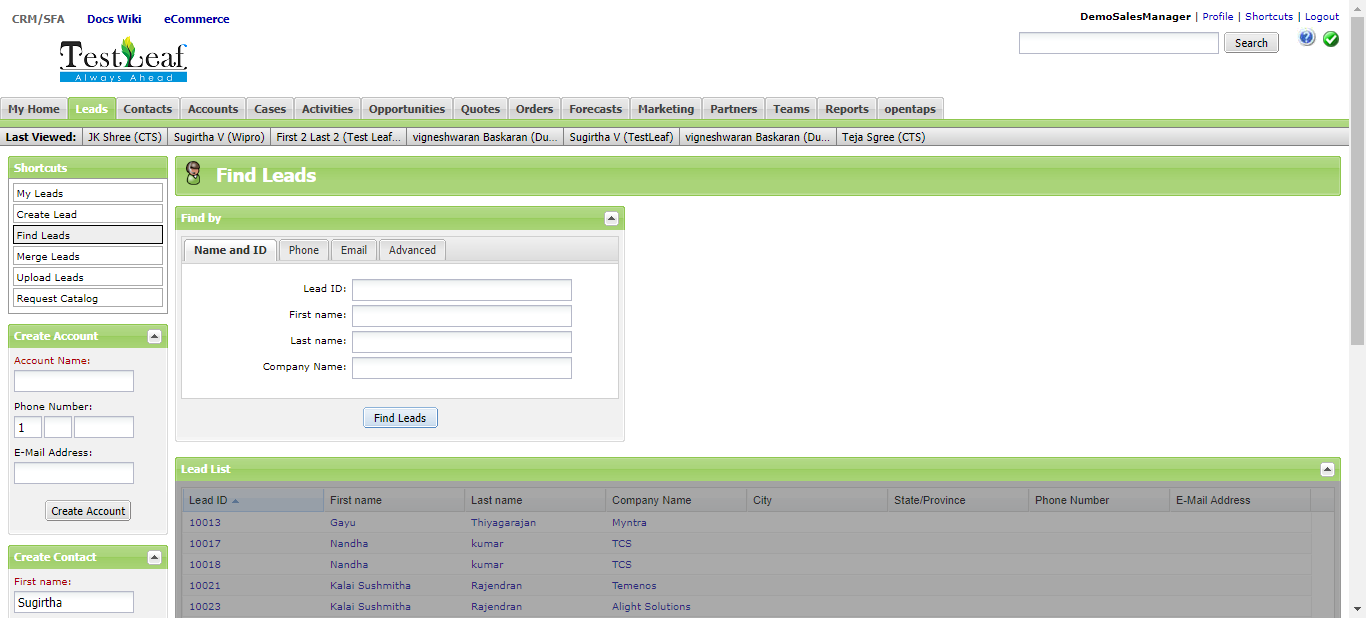 CRM/SFA Docs Wiki eCommerce
DemoSalesManager | Profile | Shortcuts | Logout
TestLeaf
Always Ahead
Search
My Home Leads Contacts Accounts Cases Activities Opportunities Quotes Orders Forecasts Marketing Partners Teams Reports opentaps
Last Viewed: JK Shree (CTS) Sugirtha V (Wipro) First 2 Last 2 (Test Leaf... vigneshwaran Baskaran (Du... Sugirtha V (TestLeaf) vigneshwaran Baskaran (Du... Teja Sgree (CTS)
Shortcuts
My Leads
Create Lead
Find Leads
Merge Leads
Upload Leads
Request Catalog
Create Account
Account Name:
Phone Number:
1
E-Mail Address:
Create Account
Create Contact
First name:
Sugirtha
Find Leads
Find by
Name and ID Phone Email Advanced
Lead ID:
First name:
Last name:
Company Name:
Find Leads
Lead List
Lead ID First name Last name Company Name City State/Province Phone Number E-Mail Address
10013 Gayu Thiyagarajan Myntra
10017 Nandha kumar TCS
10018 Nandha kumar TCS
10021 Kalai Sushmitha Rajendran Temenos
10023 Kalai Sushmitha Rajendran Alight Solutions